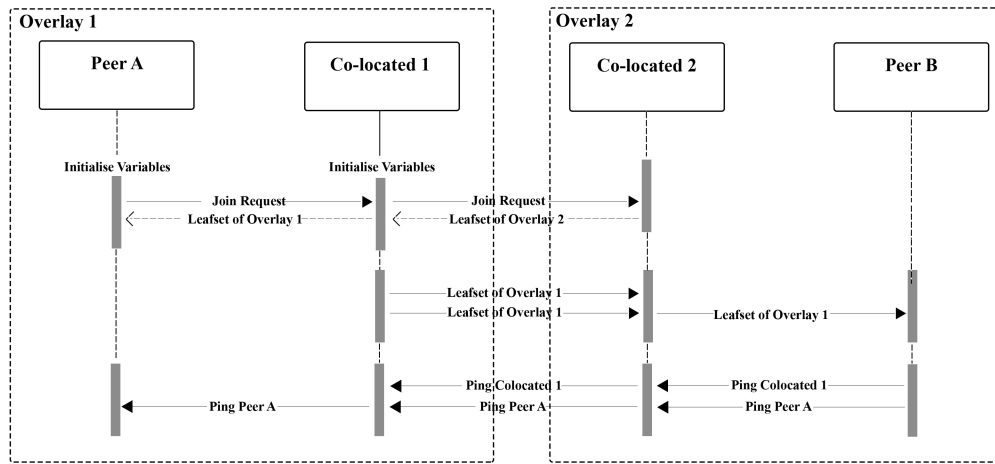 Overlay 1
Overlay 2
Peer A
Co-located 1
Co-located 2
Peer B
Initialise Variables
Initialise Variables
Join Request
Join Request
Leafset of Overlay 1
Leafset of Overlay 2
Leafset of Overlay 1
Leafset of Overlay 1
Leafset of Overlay 1
Ping Colocated 1
Ping Colocated 1
Ping Peer A
Ping Peer A
Ping Peer A